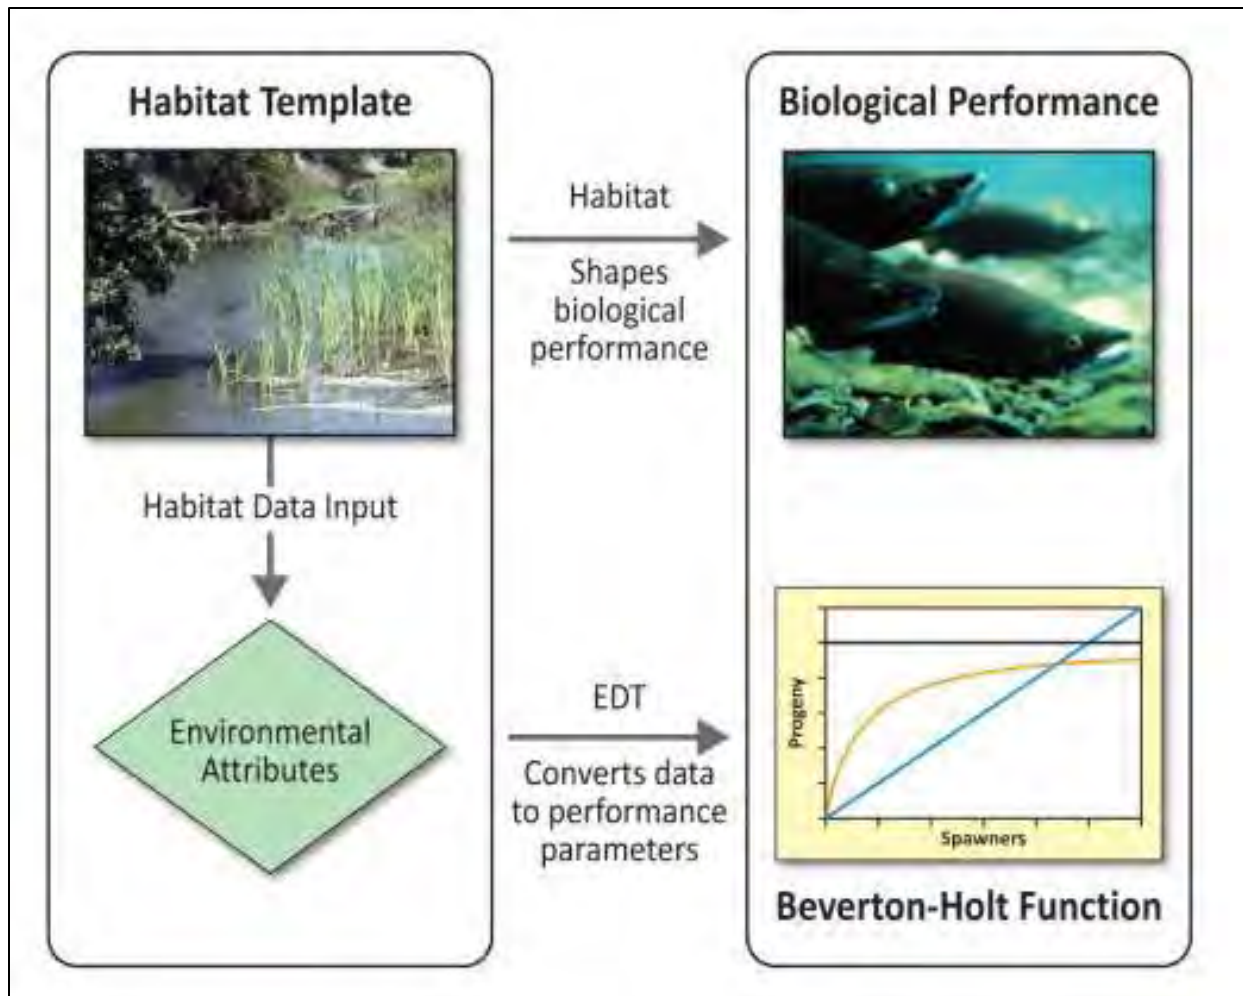 Habitat Template
Biological Performance
Habitat
Shapes
biological
performance
Habitat Data Input
Environmental
Attributes
EDT
Converts data
to performance
parameters
Progeny
Spawners
Beverton-Holt Function